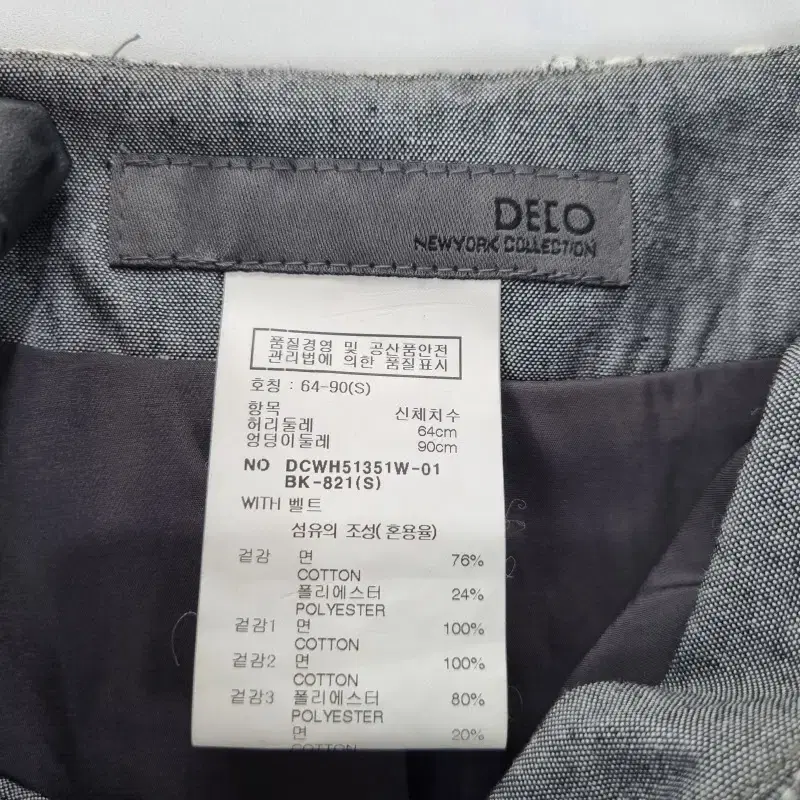 DECO
NEWYORK COLLECTION
품질경영 및 공산품안전
관리법에 의한 품질표시
호칭 : 64-90(S)
항목 신체치수
허리둘레 64cm
엉덩이둘레 90cm
NO DCWH51351W-01
BK-821(S)
WITH 벨트
섬유의 조성(혼용율)
겉감 면 76%
COTTON
폴리에스터 24%
POLYESTER
겉감1 면 100%
COTTON
겉감2 면 100%
COTTON
겉감3 폴리에스터 80%
POLYESTER
면 20%
COTTON